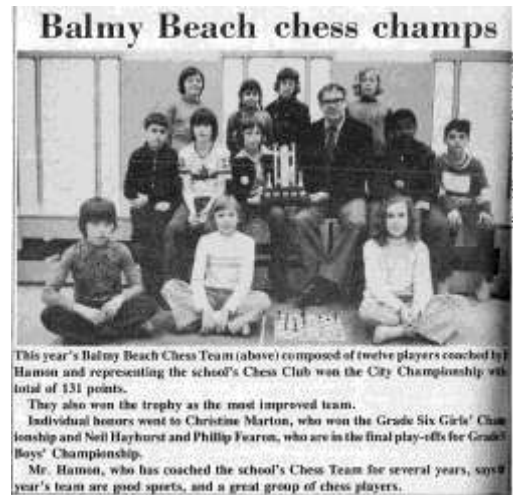 Balmy Beach chess champs
This year's Balmy Beach Chess Team (above) composed of twelve players coached by
Hamon and representing the school's Chess Club won the City Championship with
total of 131 points.
They also won the trophy as the most improved team.
Individual honors went to Christine Marton, who won the Grade Six Girls' Cham
ionship and Neil Hayhurst and Phillip Fearon, who are in the final play-offs for Grade
Boys' Championship.
Mr. Hamon, who has coached the school's Chess Team for several years, says
year's team are good sports, and a great group of chess players.